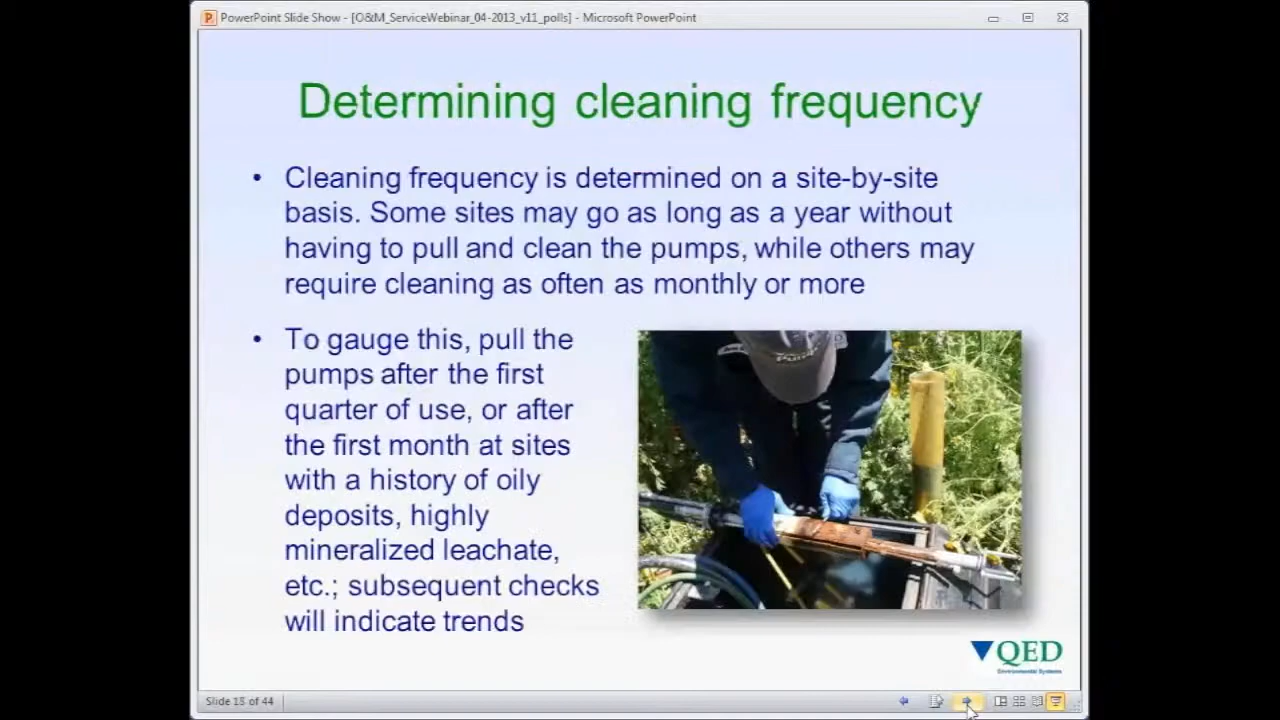 PowerPoint Slide Show - [O&M_ServiceWebinar_04-2013_v11_polls] - Microsoft PowerPoint
Determining cleaning frequency
• Cleaning frequency is determined on a site-by-site
basis. Some sites may go as long as a year without
having to pull and clean the pumps, while others may
require cleaning as often as monthly or more
• To gauge this, pull the
pumps after the first
quarter of use, or after
the first month at sites
with a history of oily
deposits, highly
mineralized leachate,
etc.; subsequent checks
will indicate trends
QED
Environmental Systems
Slide 15 of 44